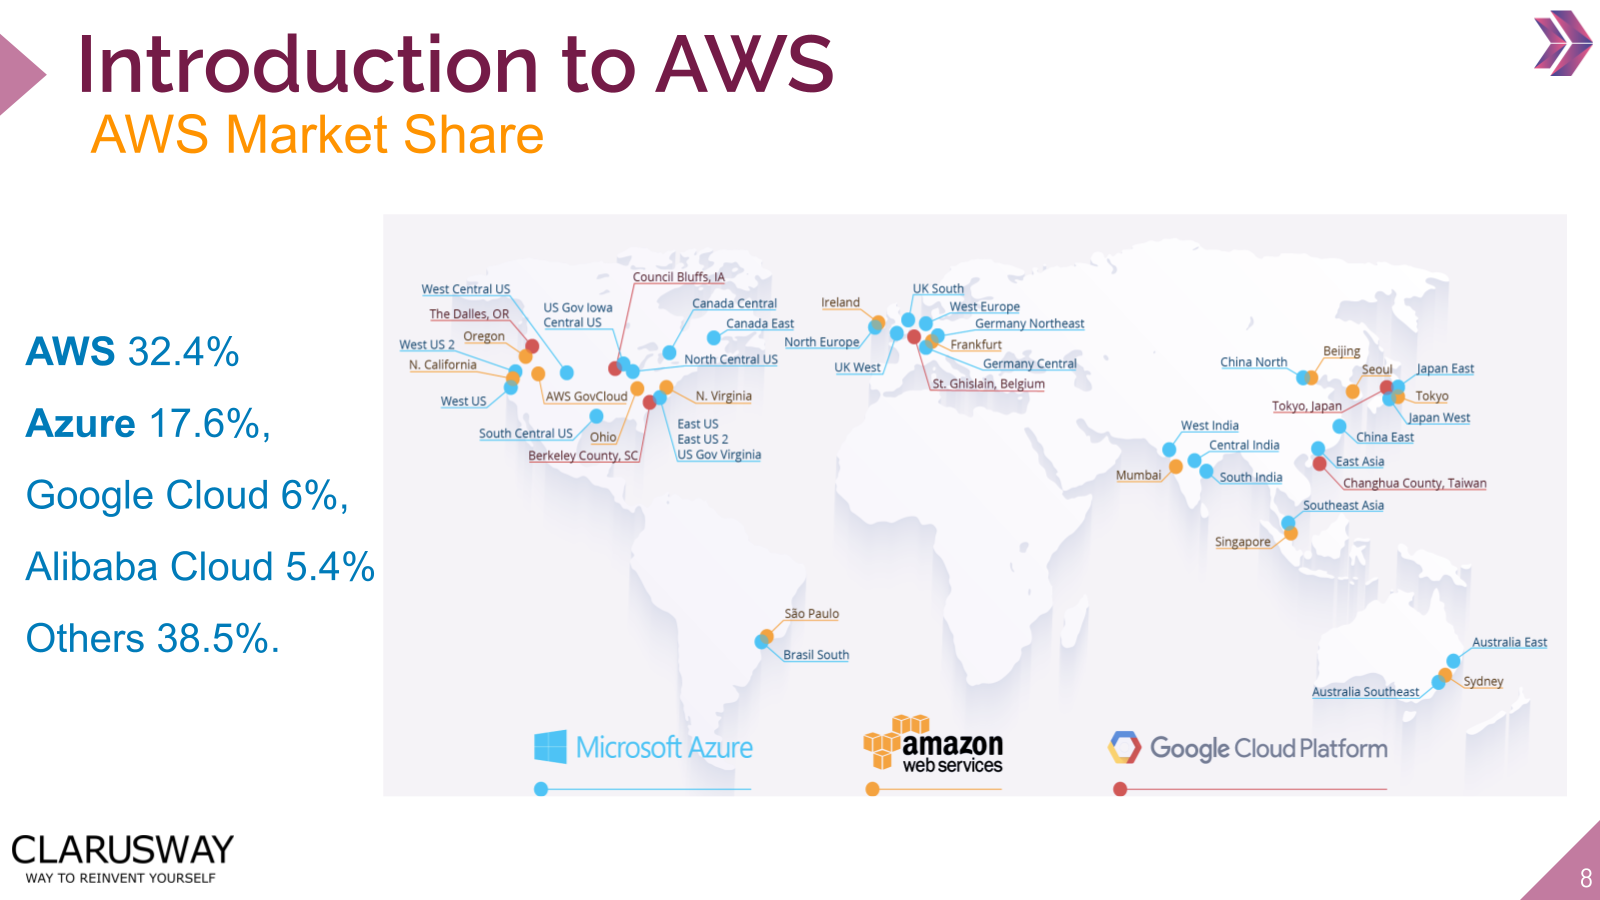 Introduction to AWS
AWS Market Share
AWS 32.4%
Azure 17.6%,
Google Cloud 6%,
Alibaba Cloud 5.4%
Others 38.5%.
West Central US
The Dalles, OR
Oregon
West US 2
N. California
West US
AWS GovCloud
South Central US
Ohio
Berkeley County, SC
US Gov Iowa
Central US
Council Bluffs, IA
Canada Central
Canada East
North Central US
N. Virginia
East US
East US 2
US Gov Virginia
São Paulo
Brasil South
Ireland
North Europe
UK South
West Europe
Germany Northeast
Frankfurt
UK West
Germany Central
St. Ghislain, Belgium
China North
Beijing
Seoul
Japan East
Tokyo
Tokyo, Japan
Japan West
China East
West India
Central India
East Asia
Mumbai
South India
Changhua County, Taiwan
Southeast Asia
Singapore
Australia East
Sydney
Australia Southeast
Microsoft Azure
amazon
web services
Google Cloud Platform
CLARUSWAY
WAY TO REINVENT YOURSELF
8